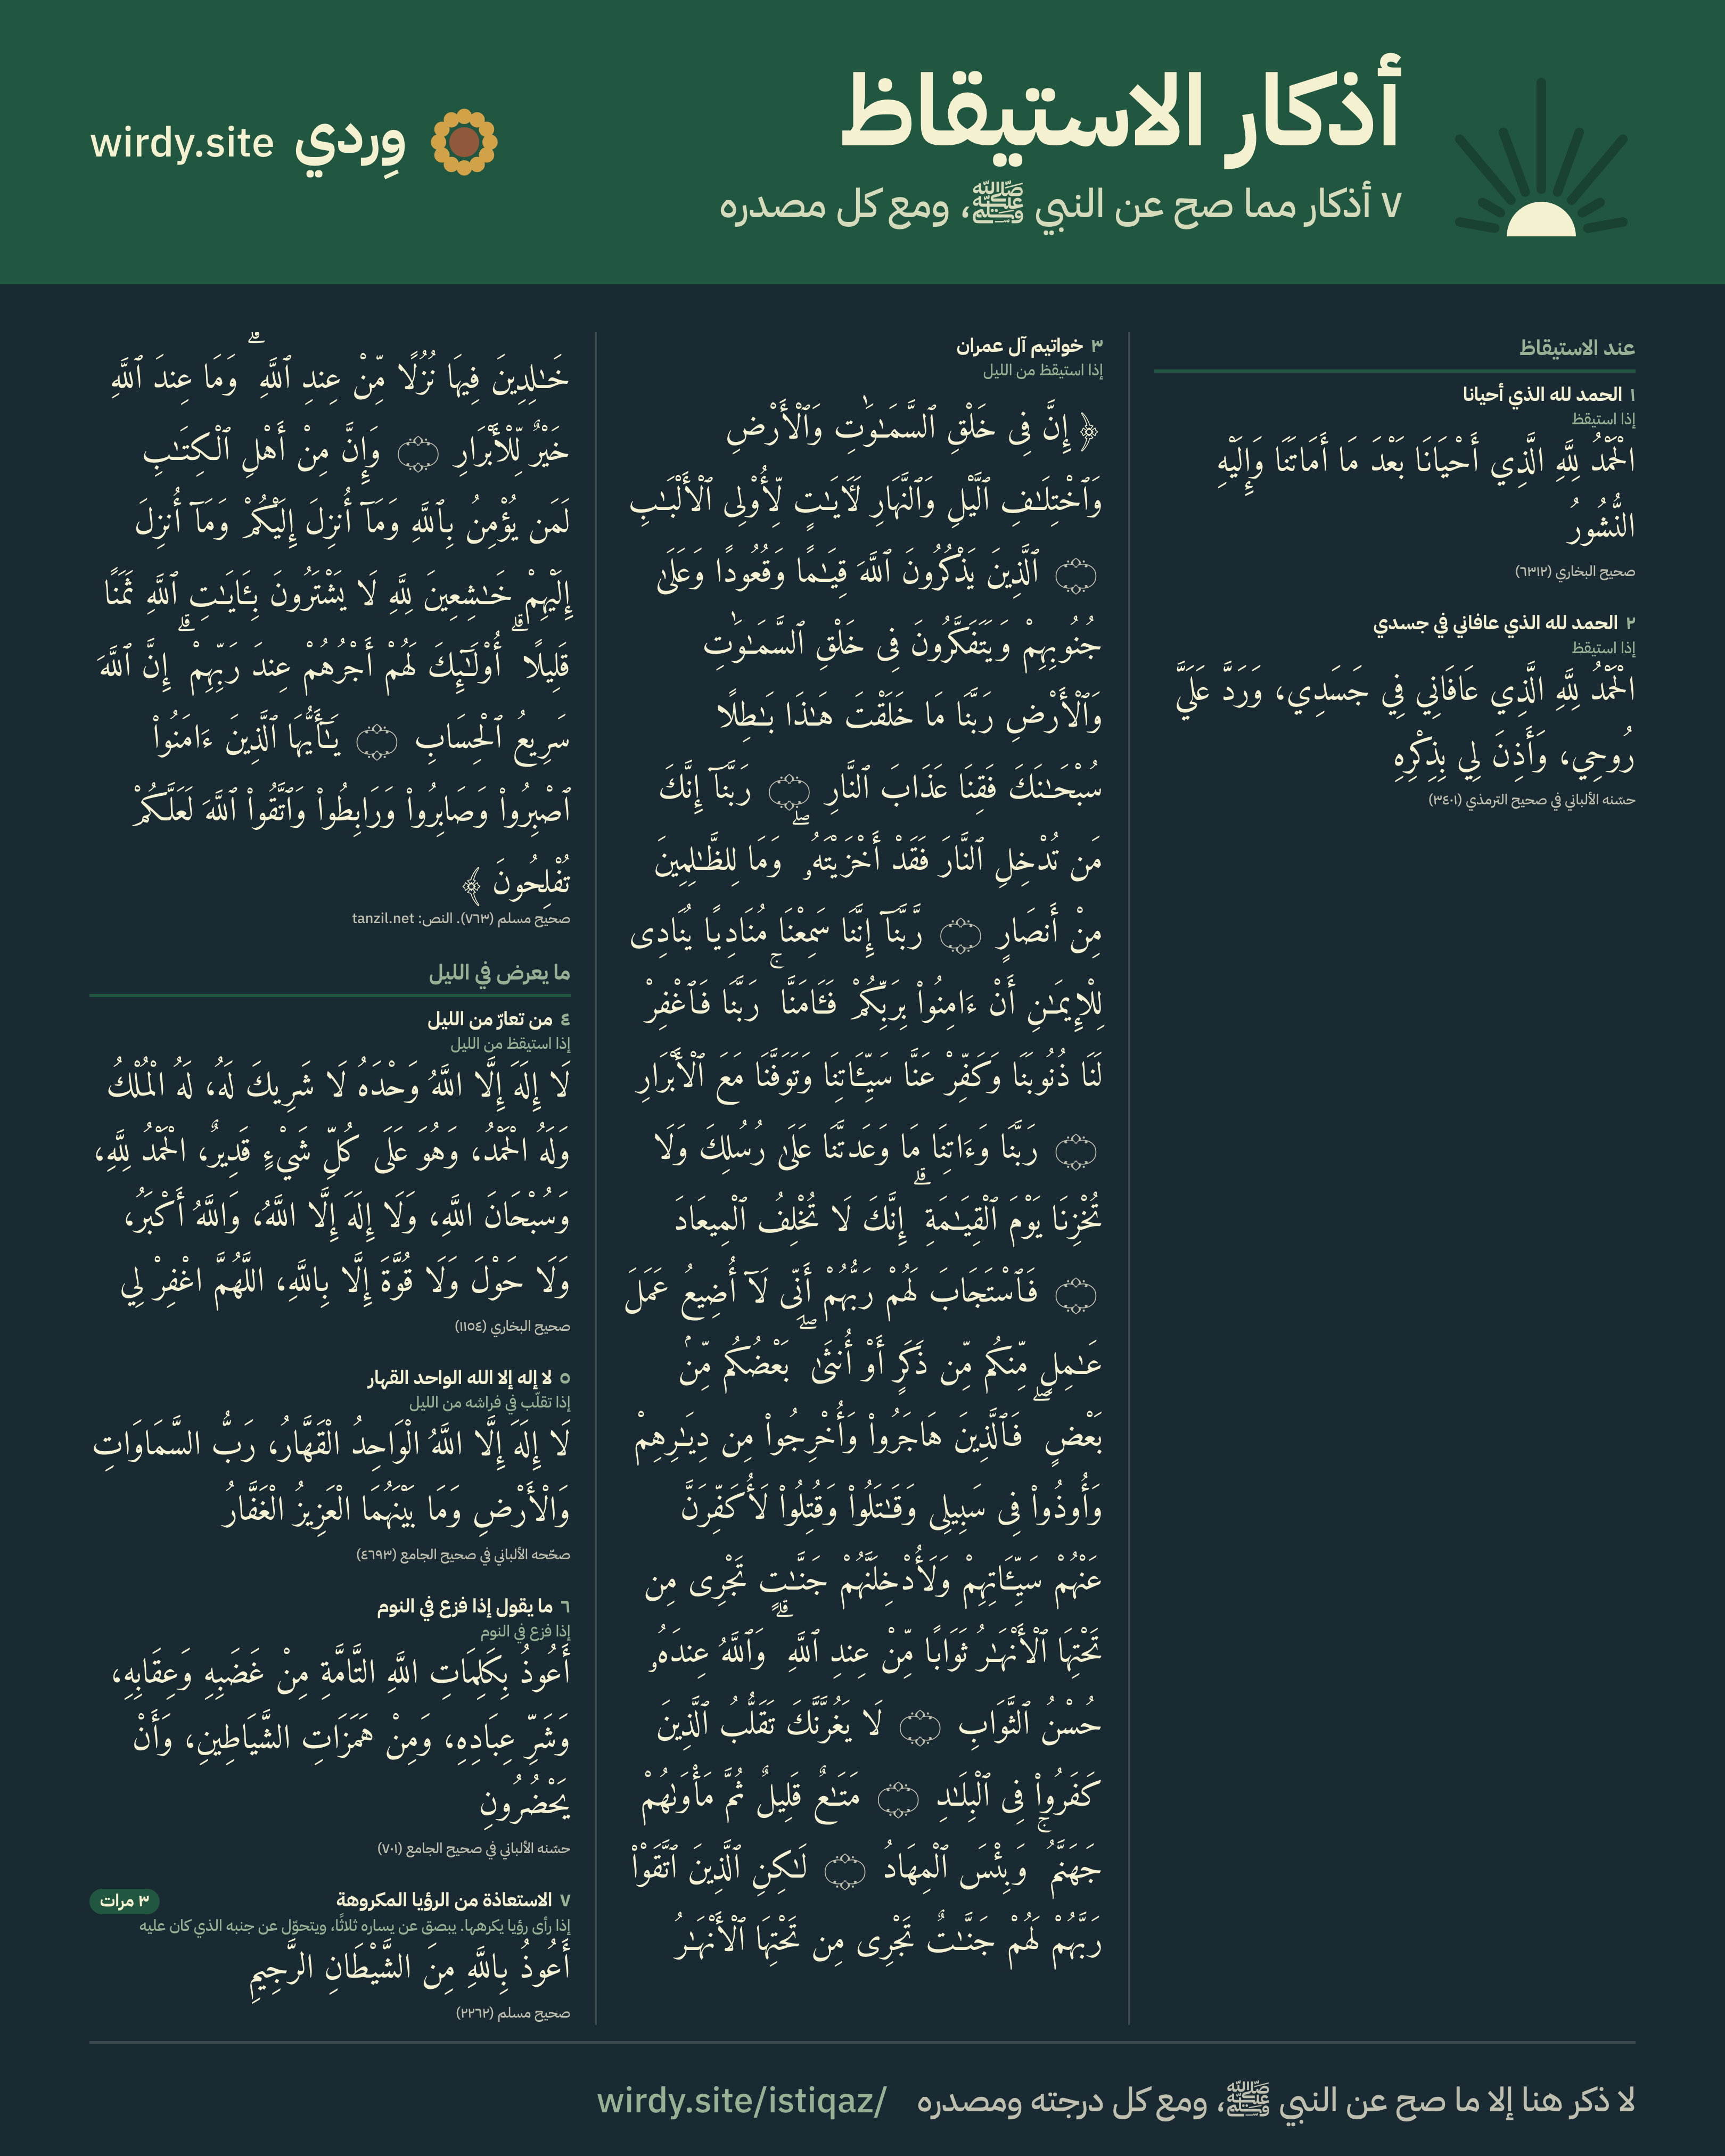 أذكار الاستيقاظ
٧ أذكار مما صح عن النبي ﷺ، ومع كل مصدره
وِردي wirdy.site
عند الاستيقاظ
١ الحمد لله الذي أحيانا
إذا استيقظ
الْحَمْدُ لِلَّهِ الَّذِي أَحْيَانَا بَعْدَ مَا أَمَاتَنَا وَإِلَيْهِ
النُّشُورُ
صحيح البخاري (٦٣١٢)
٢ الحمد لله الذي عافاني في جسدي
إذا استيقظ
الْحَمْدُ لِلَّهِ الَّذِي عَافَانِي فِي جَسَدِي، وَرَدَّ عَلَيَّ
رُوحِي، وَأَذِنَ لِي بِذِكْرِهِ
حسّنه الألباني في صحيح الترمذي (٣٤٠١)
٣ خواتيم آل عمران
إذا استيقظ من الليل
﴿ إِنَّ فِى خَلْقِ ٱلسَّمَـٰوَٰتِ وَٱلْأَرْضِ
وَٱخْتِلَـٰفِ ٱلَّيْلِ وَٱلنَّهَارِ لَـَٔايَـٰتٍ لِّأُو۟لِى ٱلْأَلْبَـٰبِ
۝ ٱلَّذِينَ يَذْكُرُونَ ٱللَّهَ قِيَـٰمًا وَقُعُودًا وَعَلَىٰ
جُنُوبِهِمْ وَيَتَفَكَّرُونَ فِى خَلْقِ ٱلسَّمَـٰوَٰتِ
وَٱلْأَرْضِ رَبَّنَا مَا خَلَقْتَ هَـٰذَا بَـٰطِلًا
سُبْحَـٰنَكَ فَقِنَا عَذَابَ ٱلنَّارِ ۝ رَبَّنَآ إِنَّكَ
مَن تُدْخِلِ ٱلنَّارَ فَقَدْ أَخْزَيْتَهُۥ ۖ وَمَا لِلظَّـٰلِمِينَ
مِنْ أَنصَارٍ ۝ رَّبَّنَآ إِنَّنَا سَمِعْنَا مُنَادِيًا يُنَادِى
لِلْإِيمَـٰنِ أَنْ ءَامِنُوا۟ بِرَبِّكُمْ فَـَٔامَنَّا ۚ رَبَّنَا فَٱغْفِرْ
لَنَا ذُنُوبَنَا وَكَفِّرْ عَنَّا سَيِّـَٔاتِنَا وَتَوَفَّنَا مَعَ ٱلْأَبْرَارِ
۝ رَبَّنَا وَءَاتِنَا مَا وَعَدتَّنَا عَلَىٰ رُسُلِكَ وَلَا
تُخْزِنَا يَوْمَ ٱلْقِيَـٰمَةِ ۗ إِنَّكَ لَا تُخْلِفُ ٱلْمِيعَادَ
۝ فَٱسْتَجَابَ لَهُمْ رَبُّهُمْ أَنِّى لَآ أُضِيعُ عَمَلَ
عَـٰمِلٍ مِّنكُم مِّن ذَكَرٍ أَوْ أُنثَىٰ ۖ بَعْضُكُم مِّنۢ
بَعْضٍ ۖ فَٱلَّذِينَ هَاجَرُوا۟ وَأُخْرِجُوا۟ مِن دِيَـٰرِهِمْ
وَأُوذُوا۟ فِى سَبِيلِى وَقَـٰتَلُوا۟ وَقُتِلُوا۟ لَأُكَفِّرَنَّ
عَنْهُمْ سَيِّـَٔاتِهِمْ وَلَأُدْخِلَنَّهُمْ جَنَّـٰتٍ تَجْرِى مِن
تَحْتِهَا ٱلْأَنْهَـٰرُ ثَوَابًا مِّنْ عِندِ ٱللَّهِ ۗ وَٱللَّهُ عِندَهُۥ
حُسْنُ ٱلثَّوَابِ ۝ لَا يَغُرَّنَّكَ تَقَلُّبُ ٱلَّذِينَ
كَفَرُوا۟ فِى ٱلْبِلَـٰدِ ۝ مَتَـٰعٌ قَلِيلٌ ثُمَّ مَأْوَىٰهُمْ
جَهَنَّمُ ۚ وَبِئْسَ ٱلْمِهَادُ ۝ لَـٰكِنِ ٱلَّذِينَ ٱتَّقَوْا۟
رَبَّهُمْ لَهُمْ جَنَّـٰتٌ تَجْرِى مِن تَحْتِهَا ٱلْأَنْهَـٰرُ
خَـٰلِدِينَ فِيهَا نُزُلًا مِّنْ عِندِ ٱللَّهِ ۗ وَمَا عِندَ ٱللَّهِ
خَيْرٌ لِّلْأَبْرَارِ ۝ وَإِنَّ مِنْ أَهْلِ ٱلْكِتَـٰبِ
لَمَن يُؤْمِنُ بِٱللَّهِ وَمَآ أُنزِلَ إِلَيْكُمْ وَمَآ أُنزِلَ
إِلَيْهِمْ خَـٰشِعِينَ لِلَّهِ لَا يَشْتَرُونَ بِـَٔايَـٰتِ ٱللَّهِ ثَمَنًا
قَلِيلًا ۗ أُو۟لَـٰٓئِكَ لَهُمْ أَجْرُهُمْ عِندَ رَبِّهِمْ ۗ إِنَّ ٱللَّهَ
سَرِيعُ ٱلْحِسَابِ ۝ يَـٰٓأَيُّهَا ٱلَّذِينَ ءَامَنُوا۟
ٱصْبِرُوا۟ وَصَابِرُوا۟ وَرَابِطُوا۟ وَٱتَّقُوا۟ ٱللَّهَ لَعَلَّكُمْ
تُفْلِحُونَ ﴾
صحيح مسلم (٧٦٣). النص: tanzil.net
ما يعرض في الليل
٤ من تعارّ من الليل
إذا استيقظ من الليل
لَا إِلَهَ إِلَّا اللَّهُ وَحْدَهُ لَا شَرِيكَ لَهُ، لَهُ الْمُلْكُ
وَلَهُ الْحَمْدُ، وَهُوَ عَلَى كُلِّ شَيْءٍ قَدِيرٌ، الْحَمْدُ لِلَّهِ،
وَسُبْحَانَ اللَّهِ، وَلَا إِلَهَ إِلَّا اللَّهُ، وَاللَّهُ أَكْبَرُ،
وَلَا حَوْلَ وَلَا قُوَّةَ إِلَّا بِاللَّهِ، اللَّهُمَّ اغْفِرْ لِي
صحيح البخاري (١١٥٤)
٥ لا إله إلا الله الواحد القهار
إذا تقلّب في فراشه من الليل
لَا إِلَهَ إِلَّا اللَّهُ الْوَاحِدُ الْقَهَّارُ، رَبُّ السَّمَاوَاتِ
وَالْأَرْضِ وَمَا بَيْنَهُمَا الْعَزِيزُ الْغَفَّارُ
صحّحه الألباني في صحيح الجامع (٤٦٩٣)
٦ ما يقول إذا فزع في النوم
إذا فزع في النوم
أَعُوذُ بِكَلِمَاتِ اللَّهِ التَّامَّةِ مِنْ غَضَبِهِ وَعِقَابِهِ،
وَشَرِّ عِبَادِهِ، وَمِنْ هَمَزَاتِ الشَّيَاطِينِ، وَأَنْ
يَحْضُرُونِ
حسّنه الألباني في صحيح الجامع (٧٠١)
٧ الاستعاذة من الرؤيا المكروهة ٣ مرات
إذا رأى رؤيا يكرهها. يبصق عن يساره ثلاثًا، ويتحوّل عن جنبه الذي كان عليه
أَعُوذُ بِاللَّهِ مِنَ الشَّيْطَانِ الرَّجِيمِ
صحيح مسلم (٢٢٦٢)
لا ذكر هنا إلا ما صح عن النبي ﷺ، ومع كل درجته ومصدره wirdy.site/istiqaz/